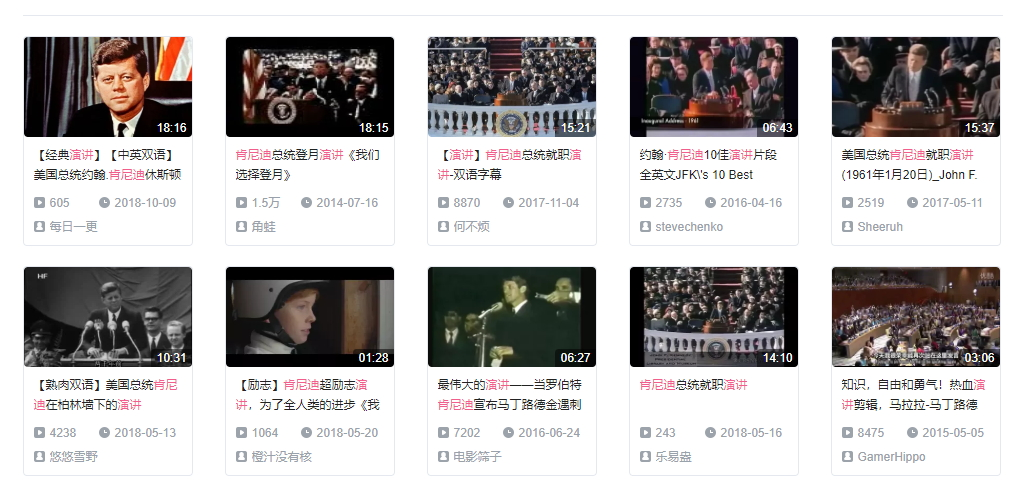 18:16
【经典演讲】【中英双语】
美国总统约翰.肯尼迪休斯顿
605 2018-10-09
每日一更
18:15
肯尼迪总统登月演讲《我们
选择登月》
1.5万 2014-07-16
角蛙
15:21
【演讲】肯尼迪总统就职演
讲-双语字幕
8870 2017-11-04
何不烦
Inaugural Address - 1961
06:43
约翰·肯尼迪10佳演讲片段
全英文JFK\'s 10 Best
2735 2016-04-16
stevechenko
15:37
美国总统肯尼迪就职演讲
(1961年1月20日)_John F.
2519 2017-05-11
Sheeruh
HF
10:31
【熟肉双语】美国总统肯尼
迪在柏林墙下的演讲
4238 2018-05-13
悠悠雪野
01:28
【励志】肯尼迪超励志演
讲，为了全人类的进步《我
1064 2018-05-20
橙汁没有核
06:27
最伟大的演讲——当罗伯特
肯尼迪宣布马丁路德金遇刺
7202 2016-06-24
电影筛子
14:10
肯尼迪总统就职演讲
243 2018-05-16
乐易盎
03:06
知识，自由和勇气！热血演
讲剪辑，马拉拉-马丁路德
8475 2015-05-05
GamerHippo